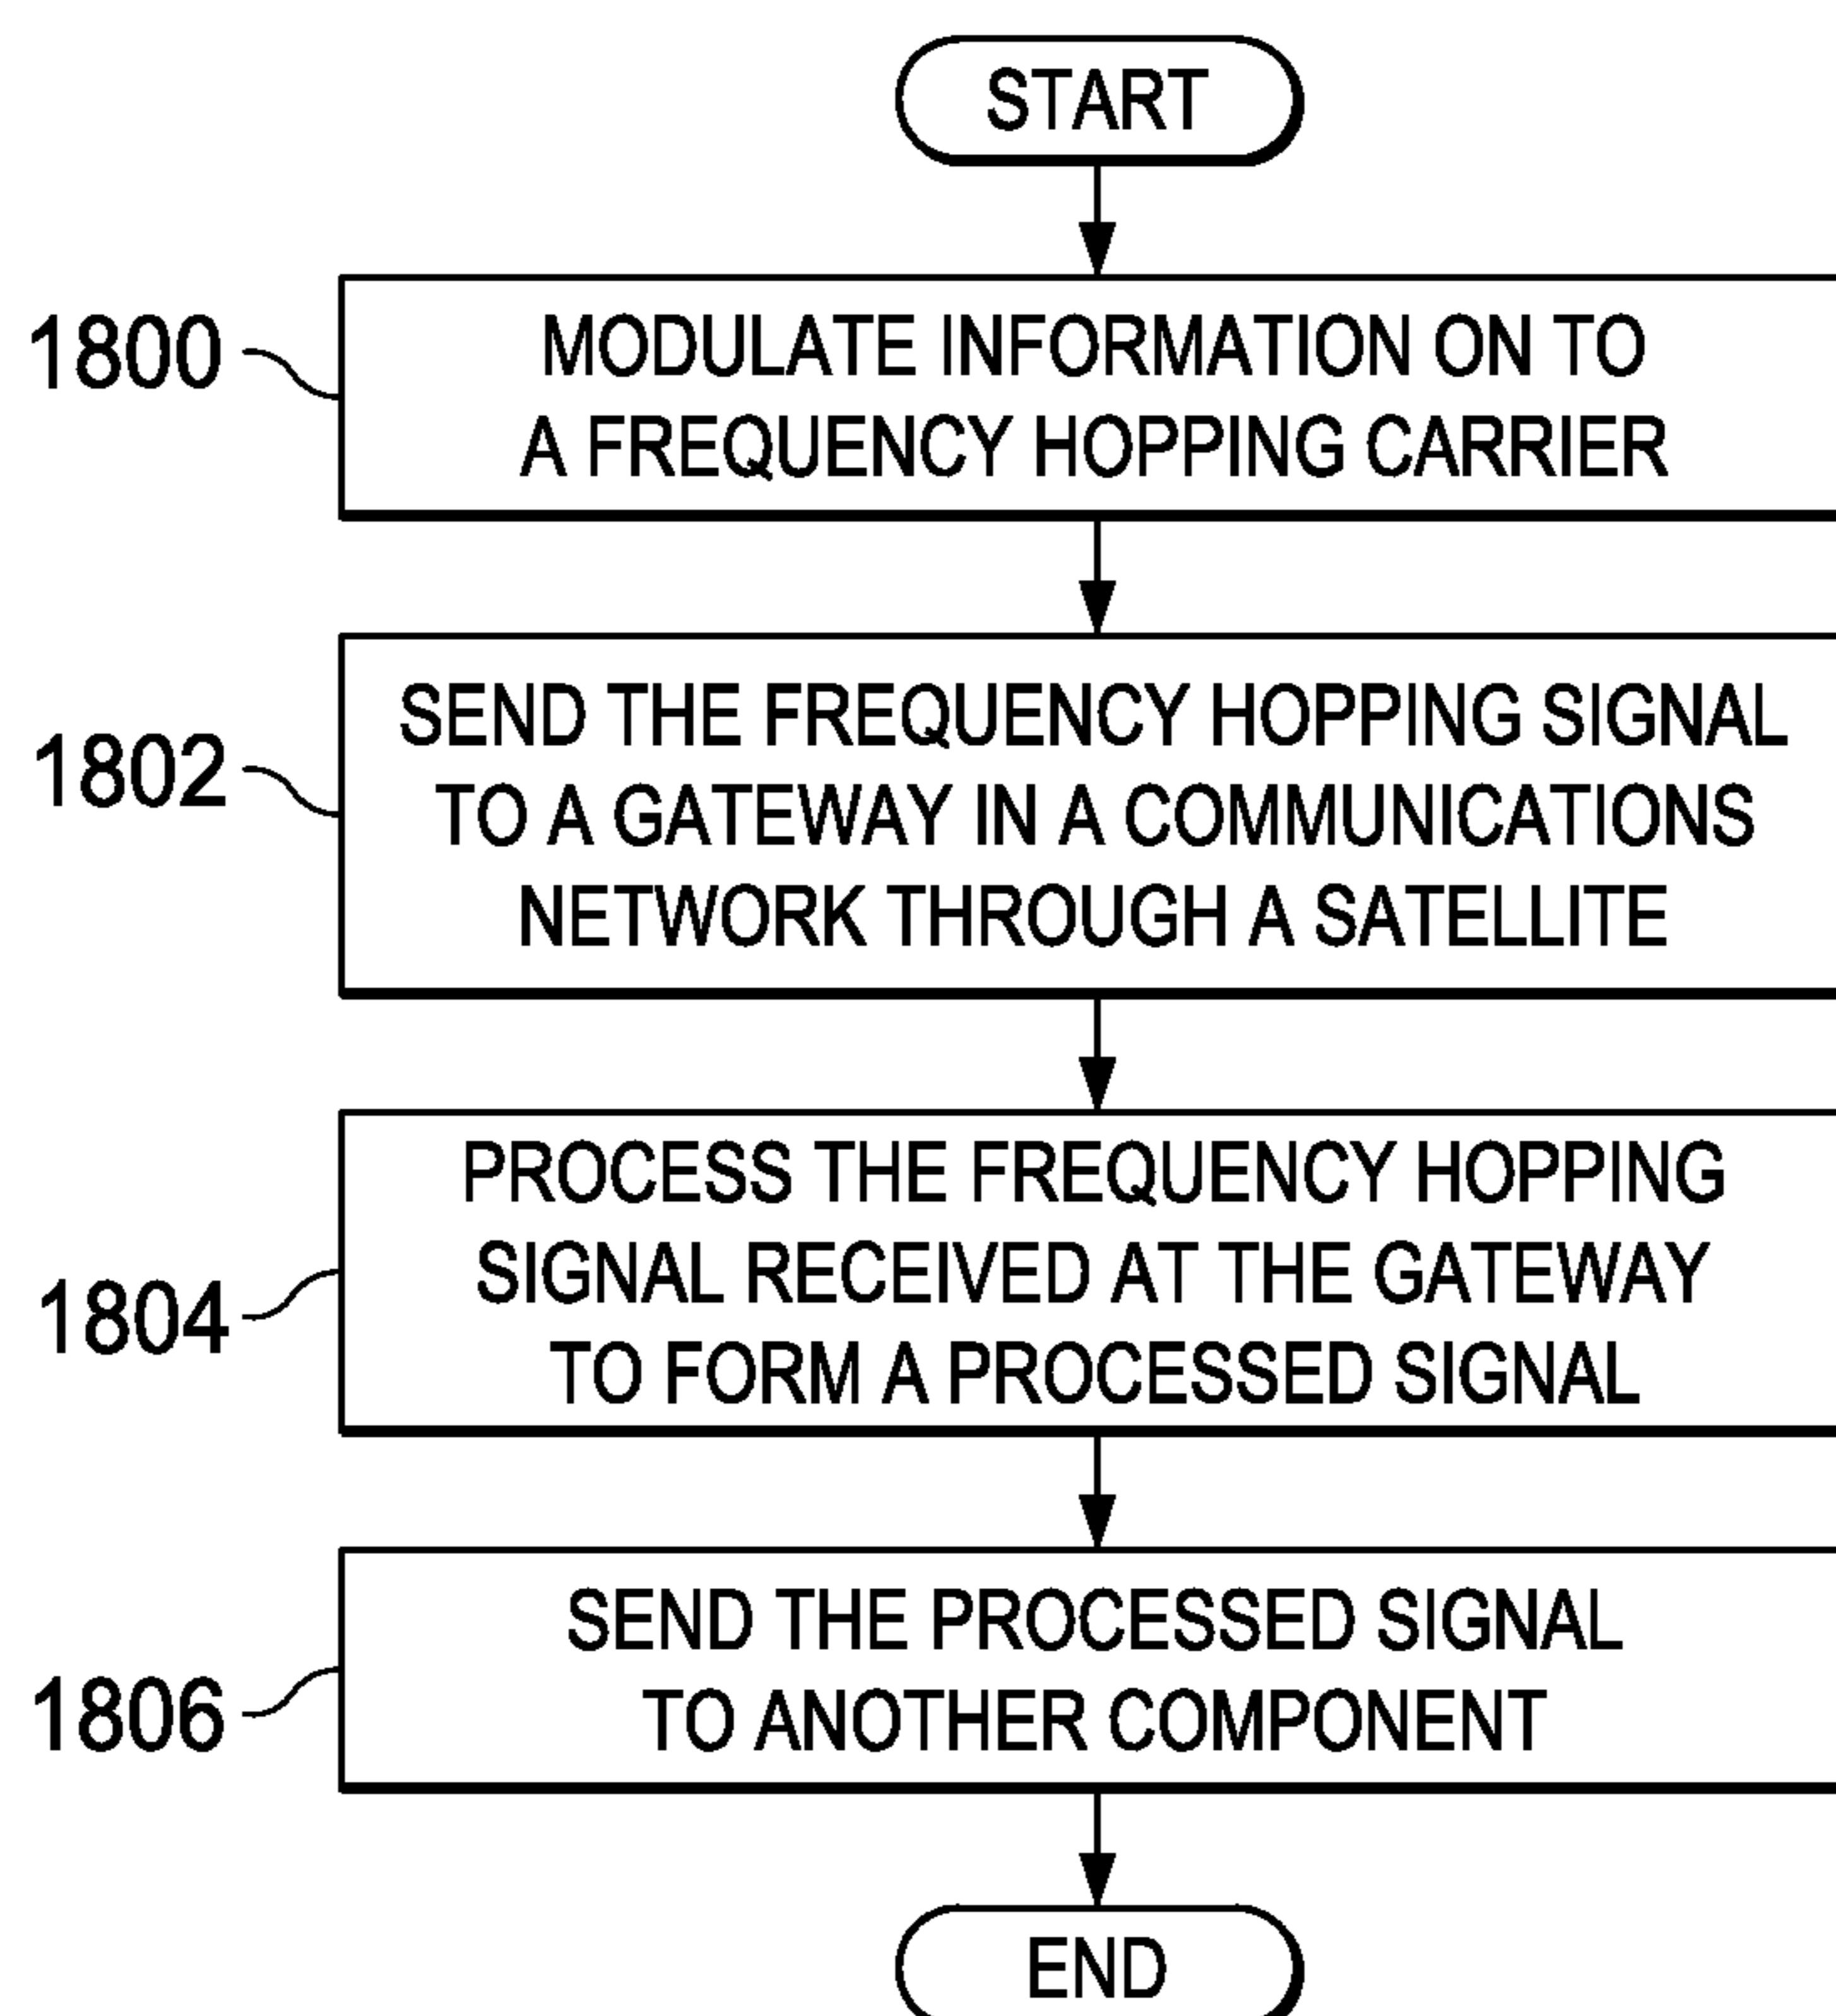 START
1800
MODULATE INFORMATION ON TO
A FREQUENCY HOPPING CARRIER
1802
SEND THE FREQUENCY HOPPING SIGNAL
TO A GATEWAY IN A COMMUNICATIONS
NETWORK THROUGH A SATELLITE
1804
PROCESS THE FREQUENCY HOPPING
SIGNAL RECEIVED AT THE GATEWAY
TO FORM A PROCESSED SIGNAL
1806
SEND THE PROCESSED SIGNAL
TO ANOTHER COMPONENT
END